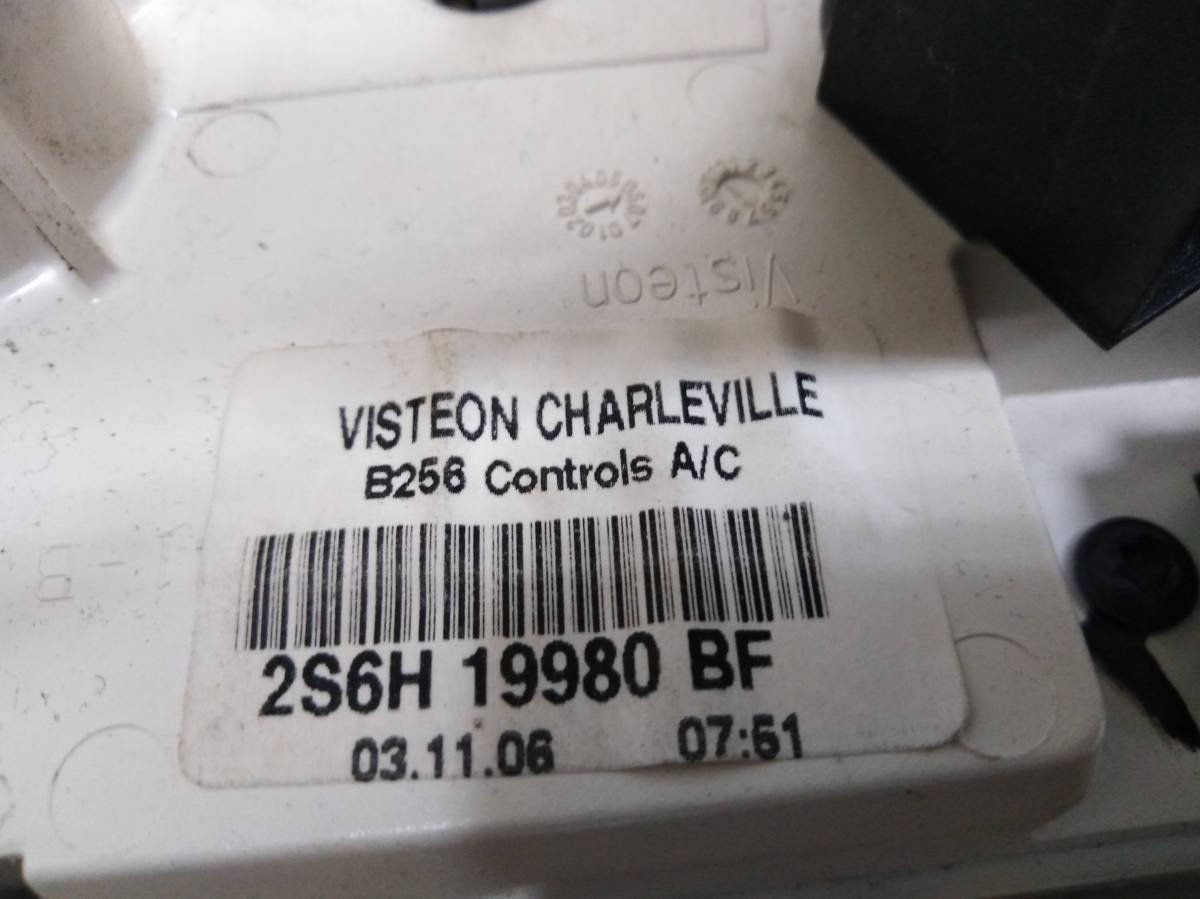 Visteon
VISTEON CHARLEVILLE
B256 Controls A/C
2S6H 19980 BF
03.11.06 07:51